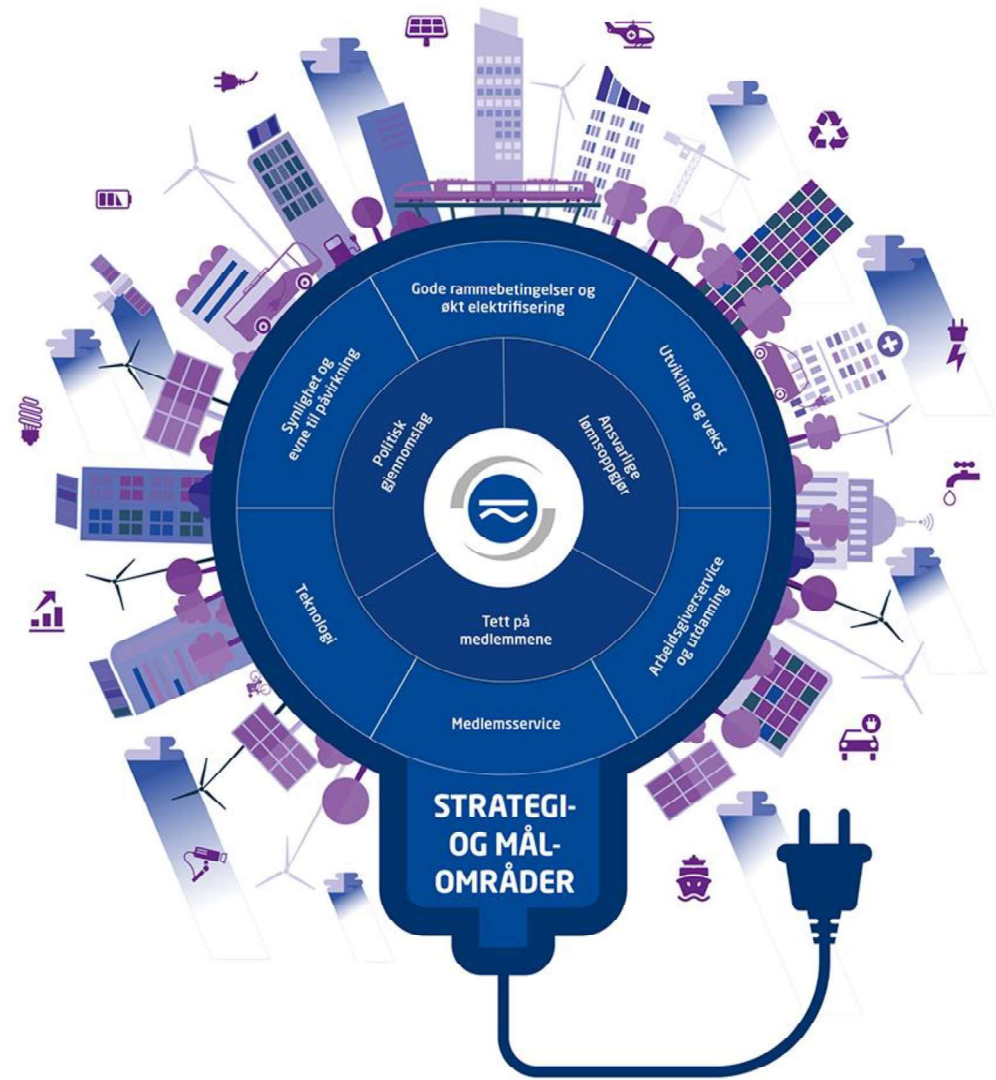 Gode rammebetingelser og
økt elektrifisering
Utvikling og vekst
Arbeidsgiverservice
og utdanning
Medlemsservice
Teknologi
Synlighet og
evne til påvirkning
Politisk
gjennomslag
Ansvarlige
lønnsoppgjør
Tett på
medlemmene
STRATEGI-
OG MÅL-
OMRÅDER